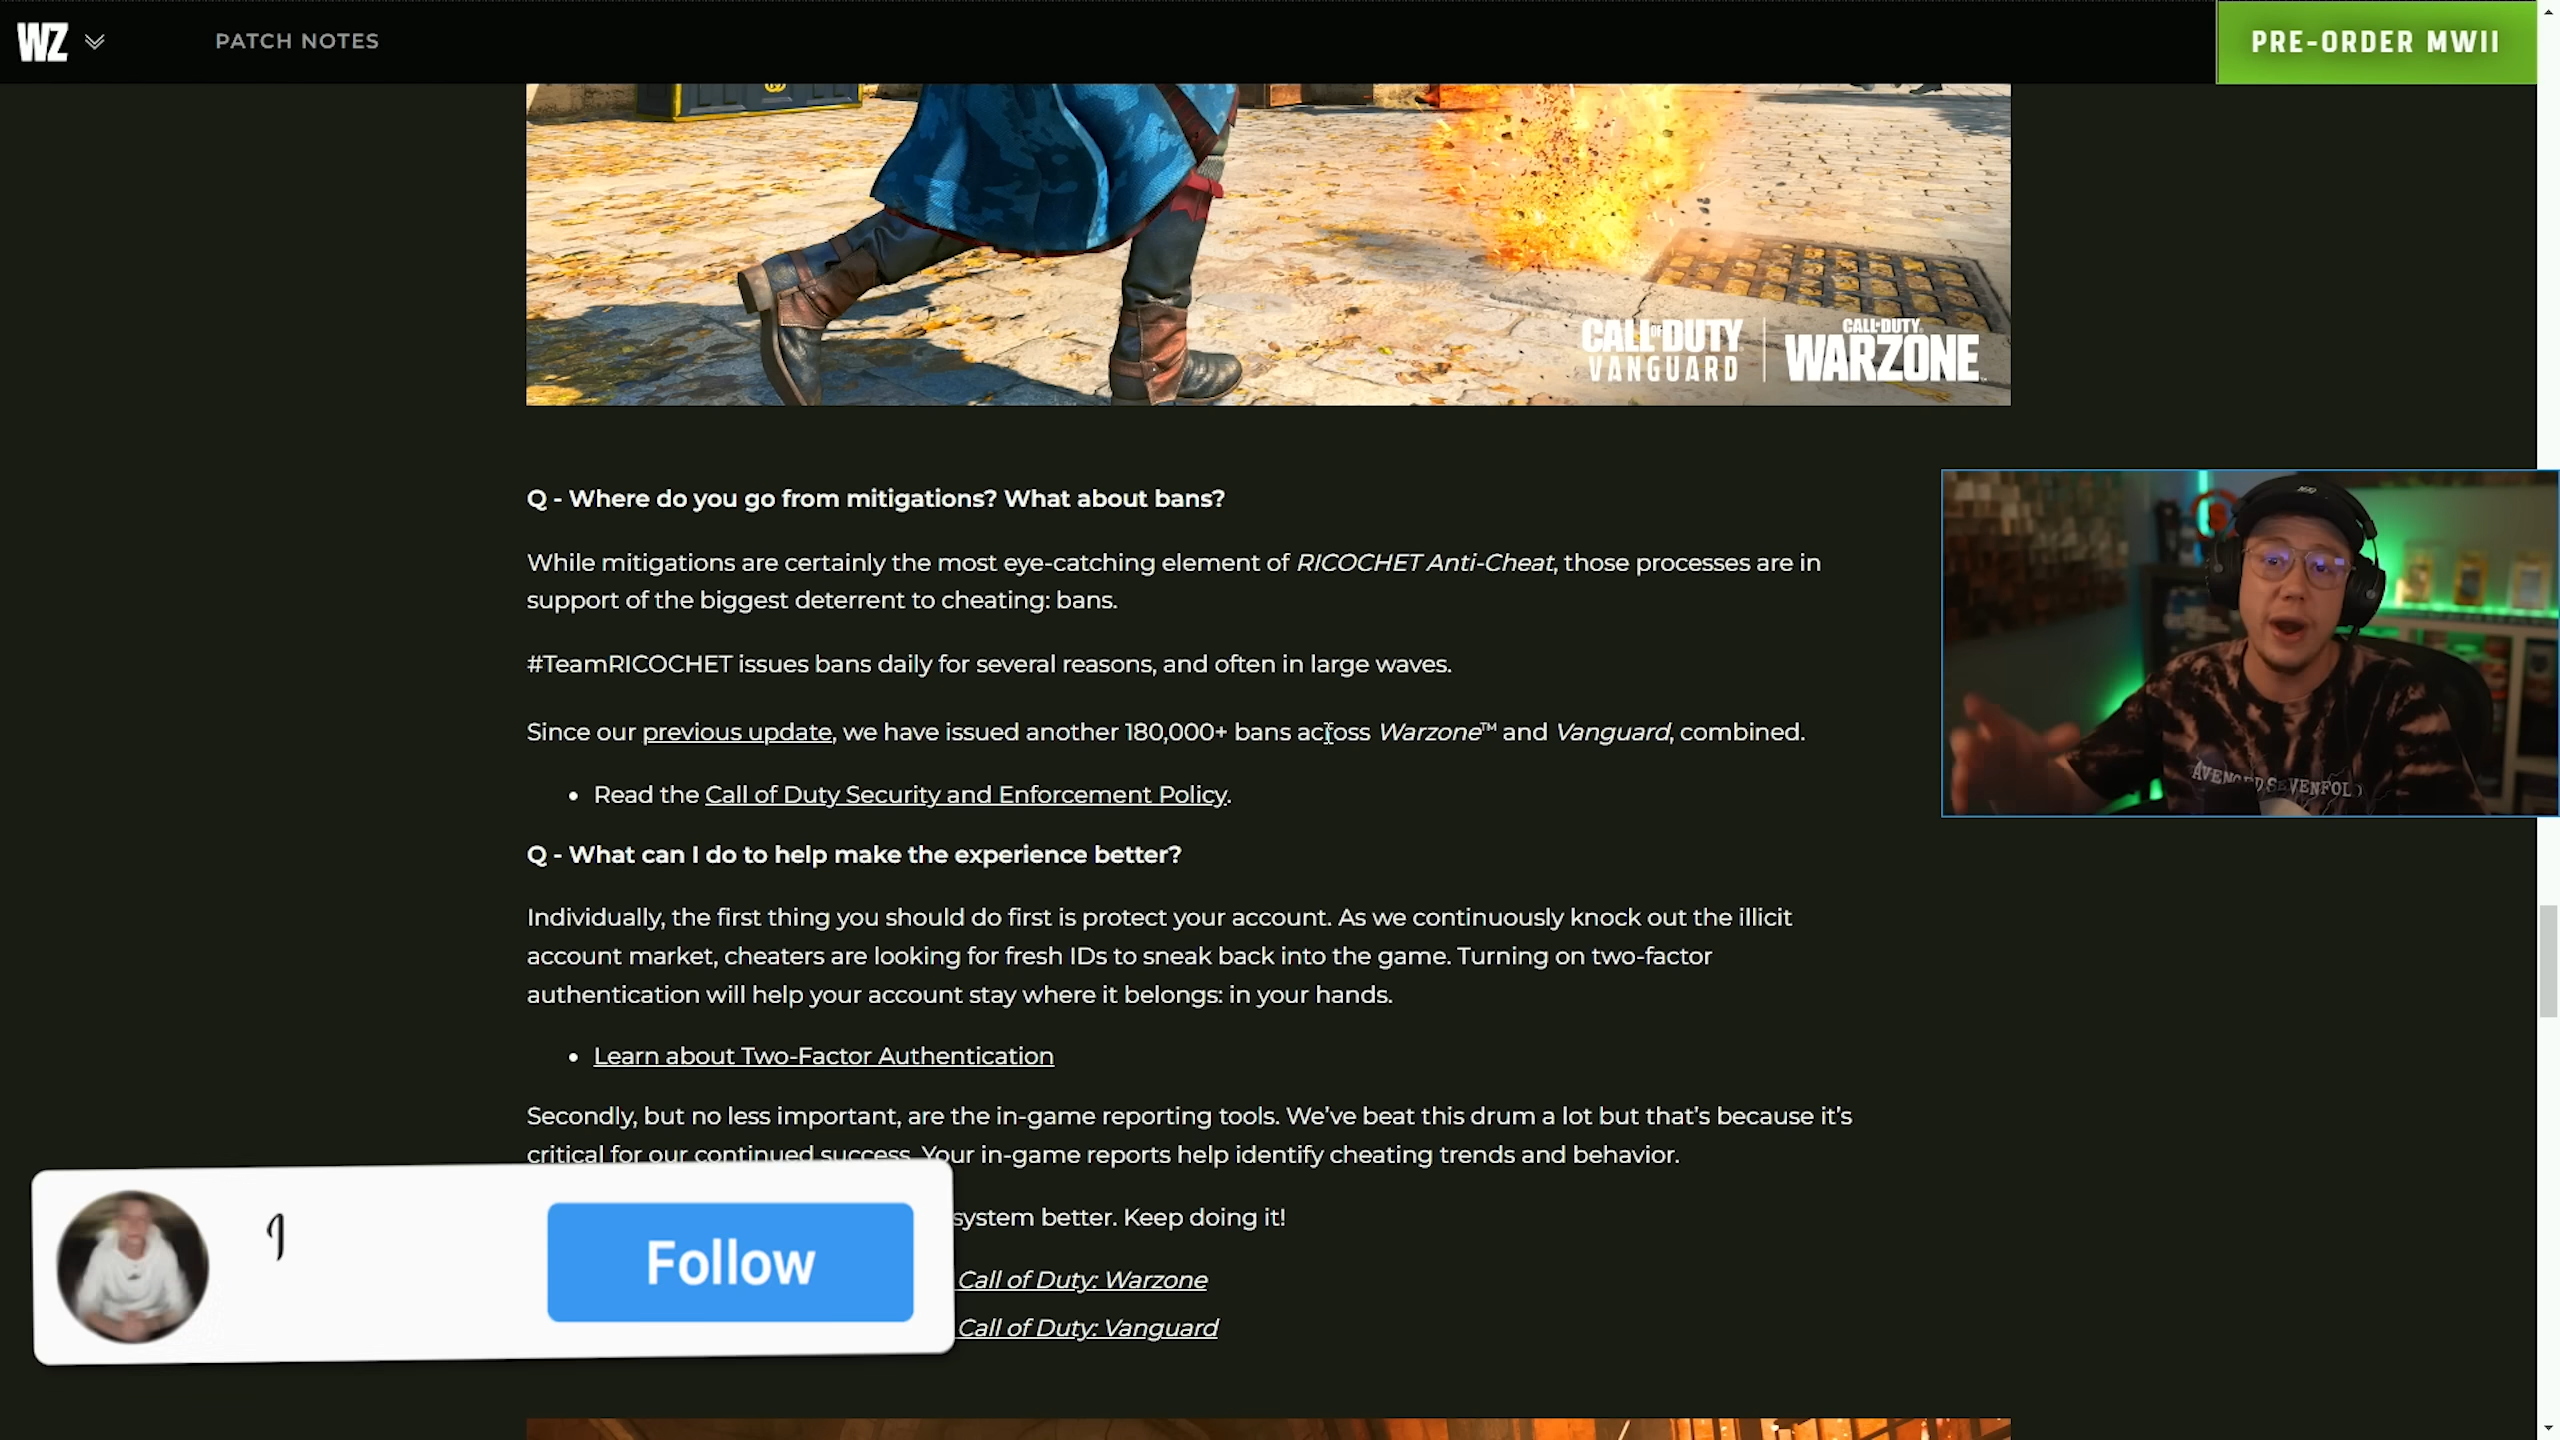 WZ PATCH NOTES PRE-ORDER MWII
CALL OF DUTY VANGUARD CALL OF DUTY WARZONE
Q - Where do you go from mitigations? What about bans?
While mitigations are certainly the most eye-catching element of RICOCHET Anti-Cheat, those processes are in
support of the biggest deterrent to cheating: bans.
#TeamRICOCHET issues bans daily for several reasons, and often in large waves.
Since our previous update, we have issued another 180,000+ bans across Warzone™ and Vanguard, combined.
• Read the Call of Duty Security and Enforcement Policy.
AVENGED SEVENFOLD
Q - What can I do to help make the experience better?
Individually, the first thing you should do first is protect your account. As we continuously knock out the illicit
account market, cheaters are looking for fresh IDs to sneak back into the game. Turning on two-factor
authentication will help your account stay where it belongs: in your hands.
• Learn about Two-Factor Authentication
Secondly, but no less important, are the in-game reporting tools. We've beat this drum a lot but that's because it's
critical for our continued success. Your in-game reports help identify cheating trends and behavior.
system better. Keep doing it!
Follow
Call of Duty: Warzone
Call of Duty: Vanguard